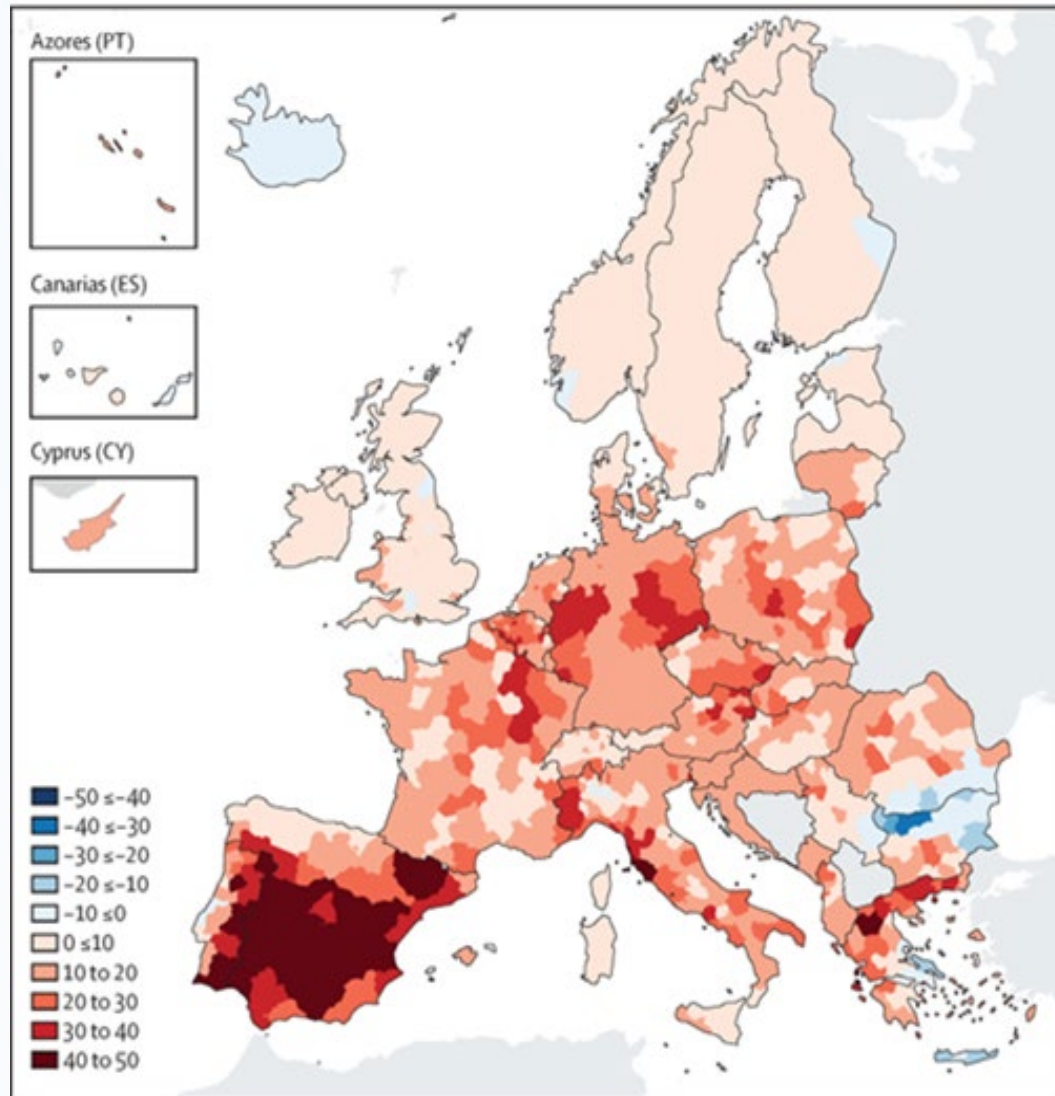 Azores (PT)
Canarias (ES)
Cyprus (CY)
−50 ≤−40
−40 ≤−30
−30 ≤−20
−20 ≤−10
−10 ≤0
0 ≤10
10 to 20
20 to 30
30 to 40
40 to 50